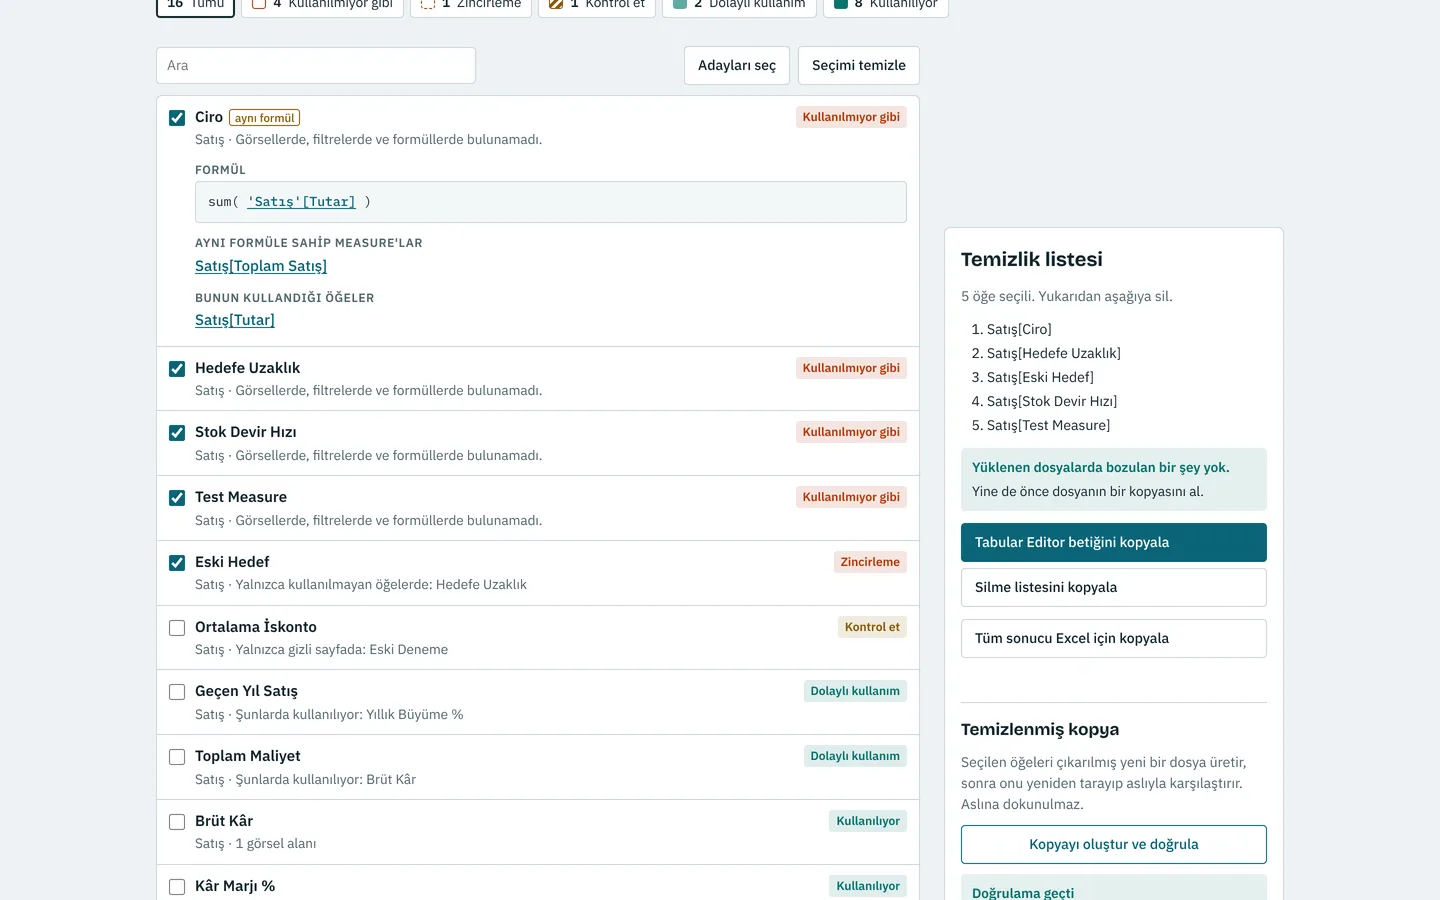 16 Tümü
4 Kullanılmıyor gibi
1 Zincirleme
1 Kontrol et
2 Dolaylı kullanım
8 Kullanılıyor
Ara
Adayları seç
Seçimi temizle
Ciro aynı formül
Kullanılmıyor gibi
Satış · Görsellerde, filtrelerde ve formüllerde bulunamadı.
FORMÜL
sum( 'Satış'[Tutar] )
AYNI FORMÜLE SAHİP MEASURE'LAR
Satış[Toplam Satış]
BUNUN KULLANDIĞI ÖĞELER
Satış[Tutar]
Hedefe Uzaklık
Kullanılmıyor gibi
Satış · Görsellerde, filtrelerde ve formüllerde bulunamadı.
Stok Devir Hızı
Kullanılmıyor gibi
Satış · Görsellerde, filtrelerde ve formüllerde bulunamadı.
Test Measure
Kullanılmıyor gibi
Satış · Görsellerde, filtrelerde ve formüllerde bulunamadı.
Eski Hedef
Zincirleme
Satış · Yalnızca kullanılmayan öğelerde: Hedefe Uzaklık
Ortalama İskonto
Kontrol et
Satış · Yalnızca gizli sayfada: Eski Deneme
Geçen Yıl Satış
Dolaylı kullanım
Satış · Şunlarda kullanılıyor: Yıllık Büyüme %
Toplam Maliyet
Dolaylı kullanım
Satış · Şunlarda kullanılıyor: Brüt Kâr
Brüt Kâr
Kullanılıyor
Satış · 1 görsel alanı
Kâr Marjı %
Kullanılıyor
Temizlik listesi
5 öğe seçili. Yukarıdan aşağıya sil.
1. Satış[Ciro]
2. Satış[Hedefe Uzaklık]
3. Satış[Eski Hedef]
4. Satış[Stok Devir Hızı]
5. Satış[Test Measure]
Yüklenen dosyalarda bozulan bir şey yok.
Yine de önce dosyanın bir kopyasını al.
Tabular Editor betiğini kopyala
Silme listesini kopyala
Tüm sonucu Excel için kopyala
Temizlenmiş kopya
Seçilen öğeleri çıkarılmış yeni bir dosya üretir,
sonra onu yeniden tarayıp aslıyla karşılaştırır.
Aslına dokunulmaz.
Kopyayı oluştur ve doğrula
Doğrulama geçti